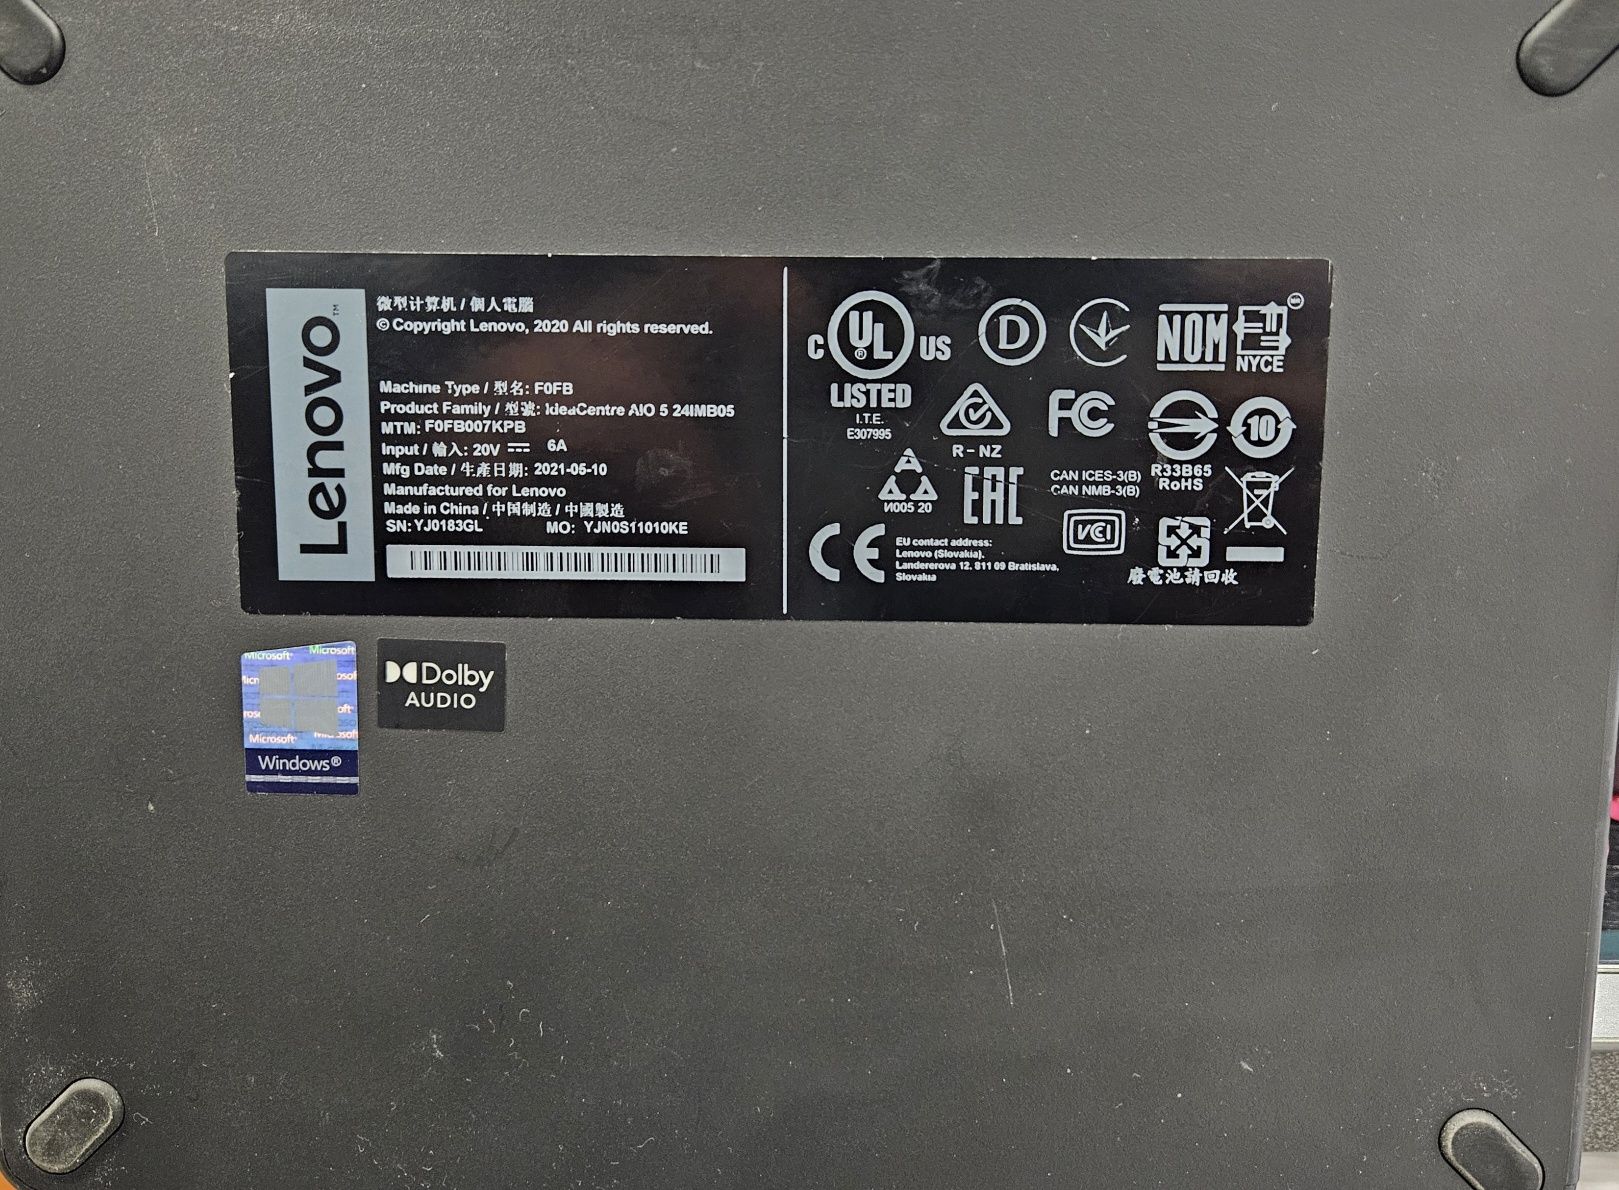 Lenovo™
微型计算机 / 個人電腦
© Copyright Lenovo, 2020 All rights reserved.
Machine Type / 型名: F0FB
Product Family / 型號: IdeaCentre AIO 5 24IMB05
MTM: F0FB007KPB
Input / 輸入: 20V 6A
Mfg Date / 生產日期: 2021-05-10
Manufactured for Lenovo
Made in China / 中国制造 / 中國製造
SN: YJ0183GL MO: YJN0S11010KE
C UL ® US
LISTED
I.T.E.
E307995
D
NOM
NYCE
MR
R-NZ
FC
R33B65
RoHS
10
И005 20
EAC
CAN ICES-3(B)
CAN NMB-3(B)
VCI
CE
EU contact address:
Lenovo (Slovakia),
Landererova 12, 811 09 Bratislava,
Slovakia
廢電池請回收
Microsoft Microsoft
Microsoft
Windows®
Dolby
AUDIO